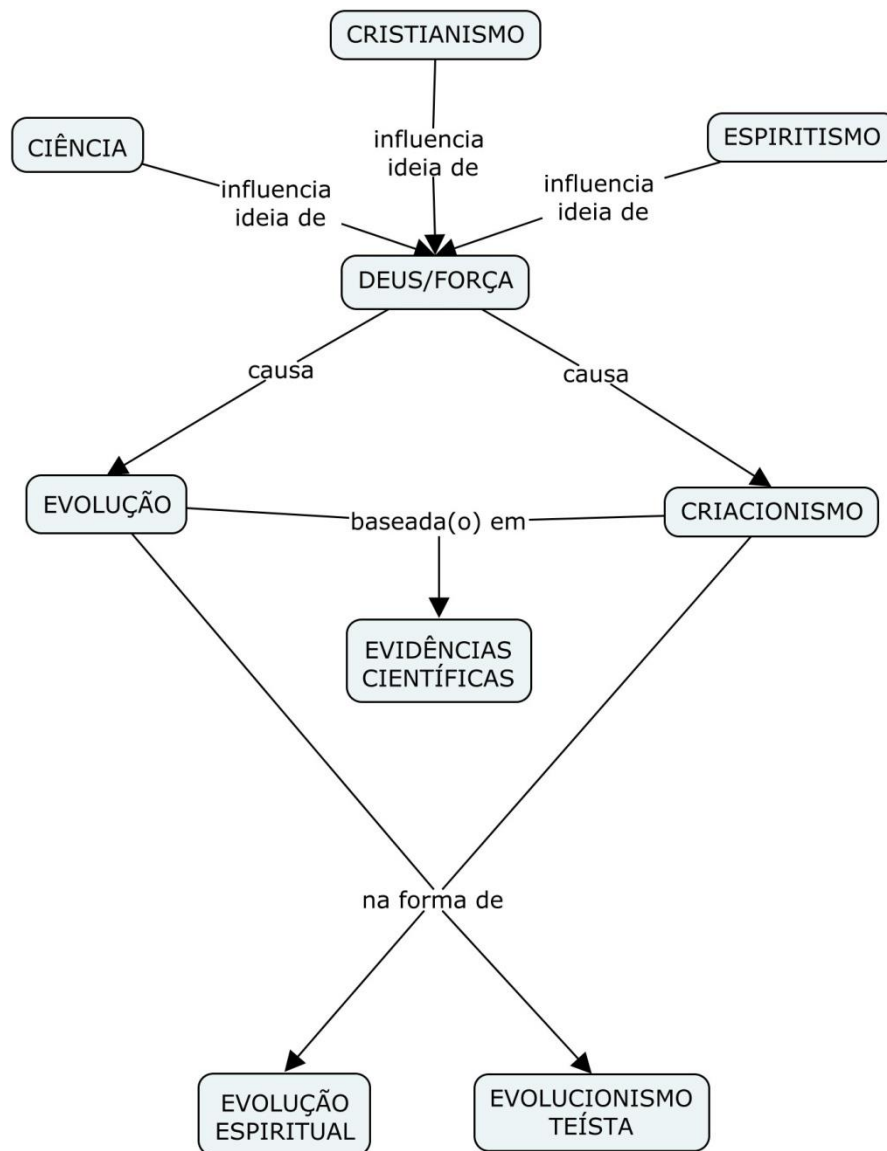 CRISTIANISMO
CIÊNCIA
ESPIRITISMO
influencia
ideia de
influencia
ideia de
influencia
ideia de
DEUS/FORÇA
causa
causa
EVOLUÇÃO
baseada(o) em
CRIACIONISMO
EVIDÊNCIAS
CIENTÍFICAS
na forma de
EVOLUÇÃO
ESPIRITUAL
EVOLUCIONISMO
TEÍSTA